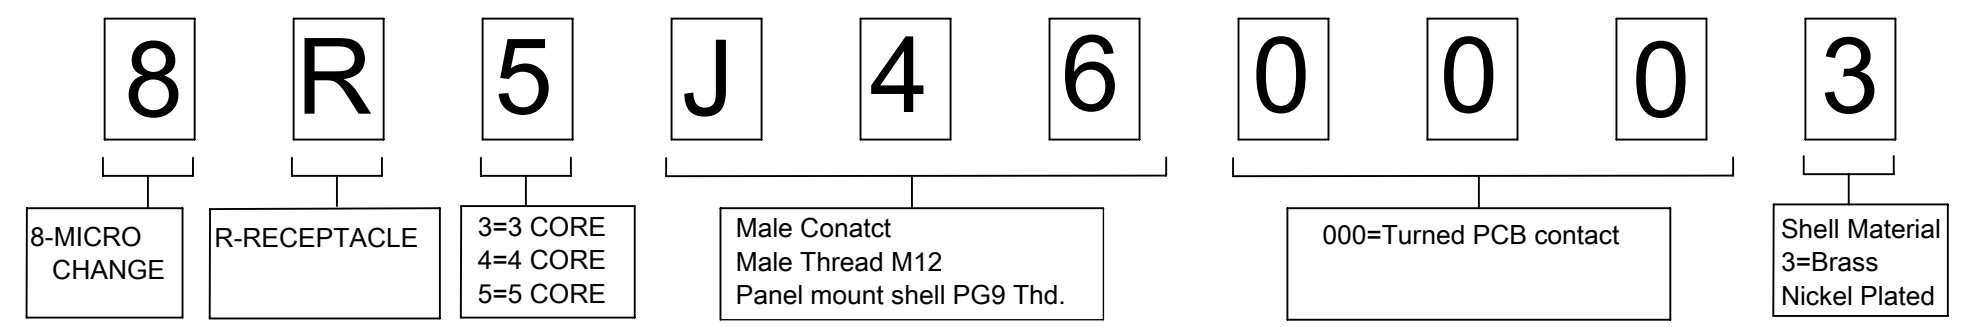 8 R 5 J 4 6 0 0 0 3
8-MICRO
CHANGE
R-RECEPTACLE
3=3 CORE
4=4 CORE
5=5 CORE
Male Conatct
Male Thread M12
Panel mount shell PG9 Thd.
000=Turned PCB contact
Shell Material
3=Brass
Nickel Plated